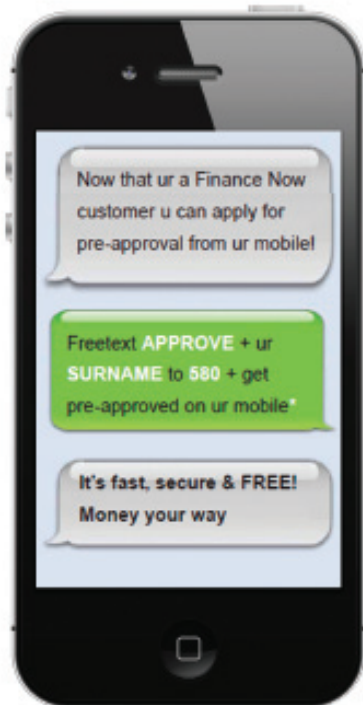 Now that ur a Finance Now
customer u can apply for
pre-approval from ur mobile!
Freetext APPROVE + ur
SURNAME to 580 + get
pre-approved on ur mobile*
It's fast, secure & FREE!
Money your way